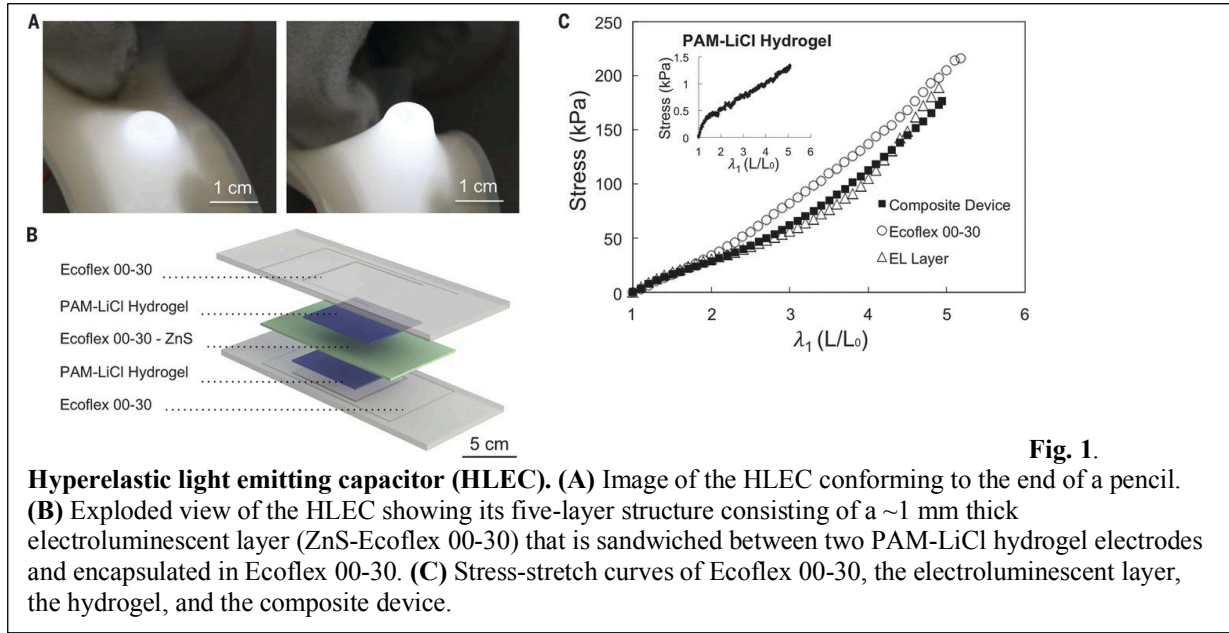 A
1 cm
1 cm
B
Ecoflex 00-30
PAM-LiCl Hydrogel
Ecoflex 00-30 - ZnS
PAM-LiCl Hydrogel
Ecoflex 00-30
5 cm
C
250
200
150
100
50
0
Stress (kPa)
1 2 3 4 5 6
λ₁ (L/L₀)
PAM-LiCl Hydrogel
1.5
1
0.5
0
Stress (kPa)
1 2 3 4 5 6
λ₁ (L/L₀)
Composite Device
Ecoflex 00-30
EL Layer
Fig. 1.
Hyperelastic light emitting capacitor (HLEC). (A) Image of the HLEC conforming to the end of a pencil.
(B) Exploded view of the HLEC showing its five-layer structure consisting of a ~1 mm thick
electroluminescent layer (ZnS-Ecoflex 00-30) that is sandwiched between two PAM-LiCl hydrogel electrodes
and encapsulated in Ecoflex 00-30. (C) Stress-stretch curves of Ecoflex 00-30, the electroluminescent layer,
the hydrogel, and the composite device.